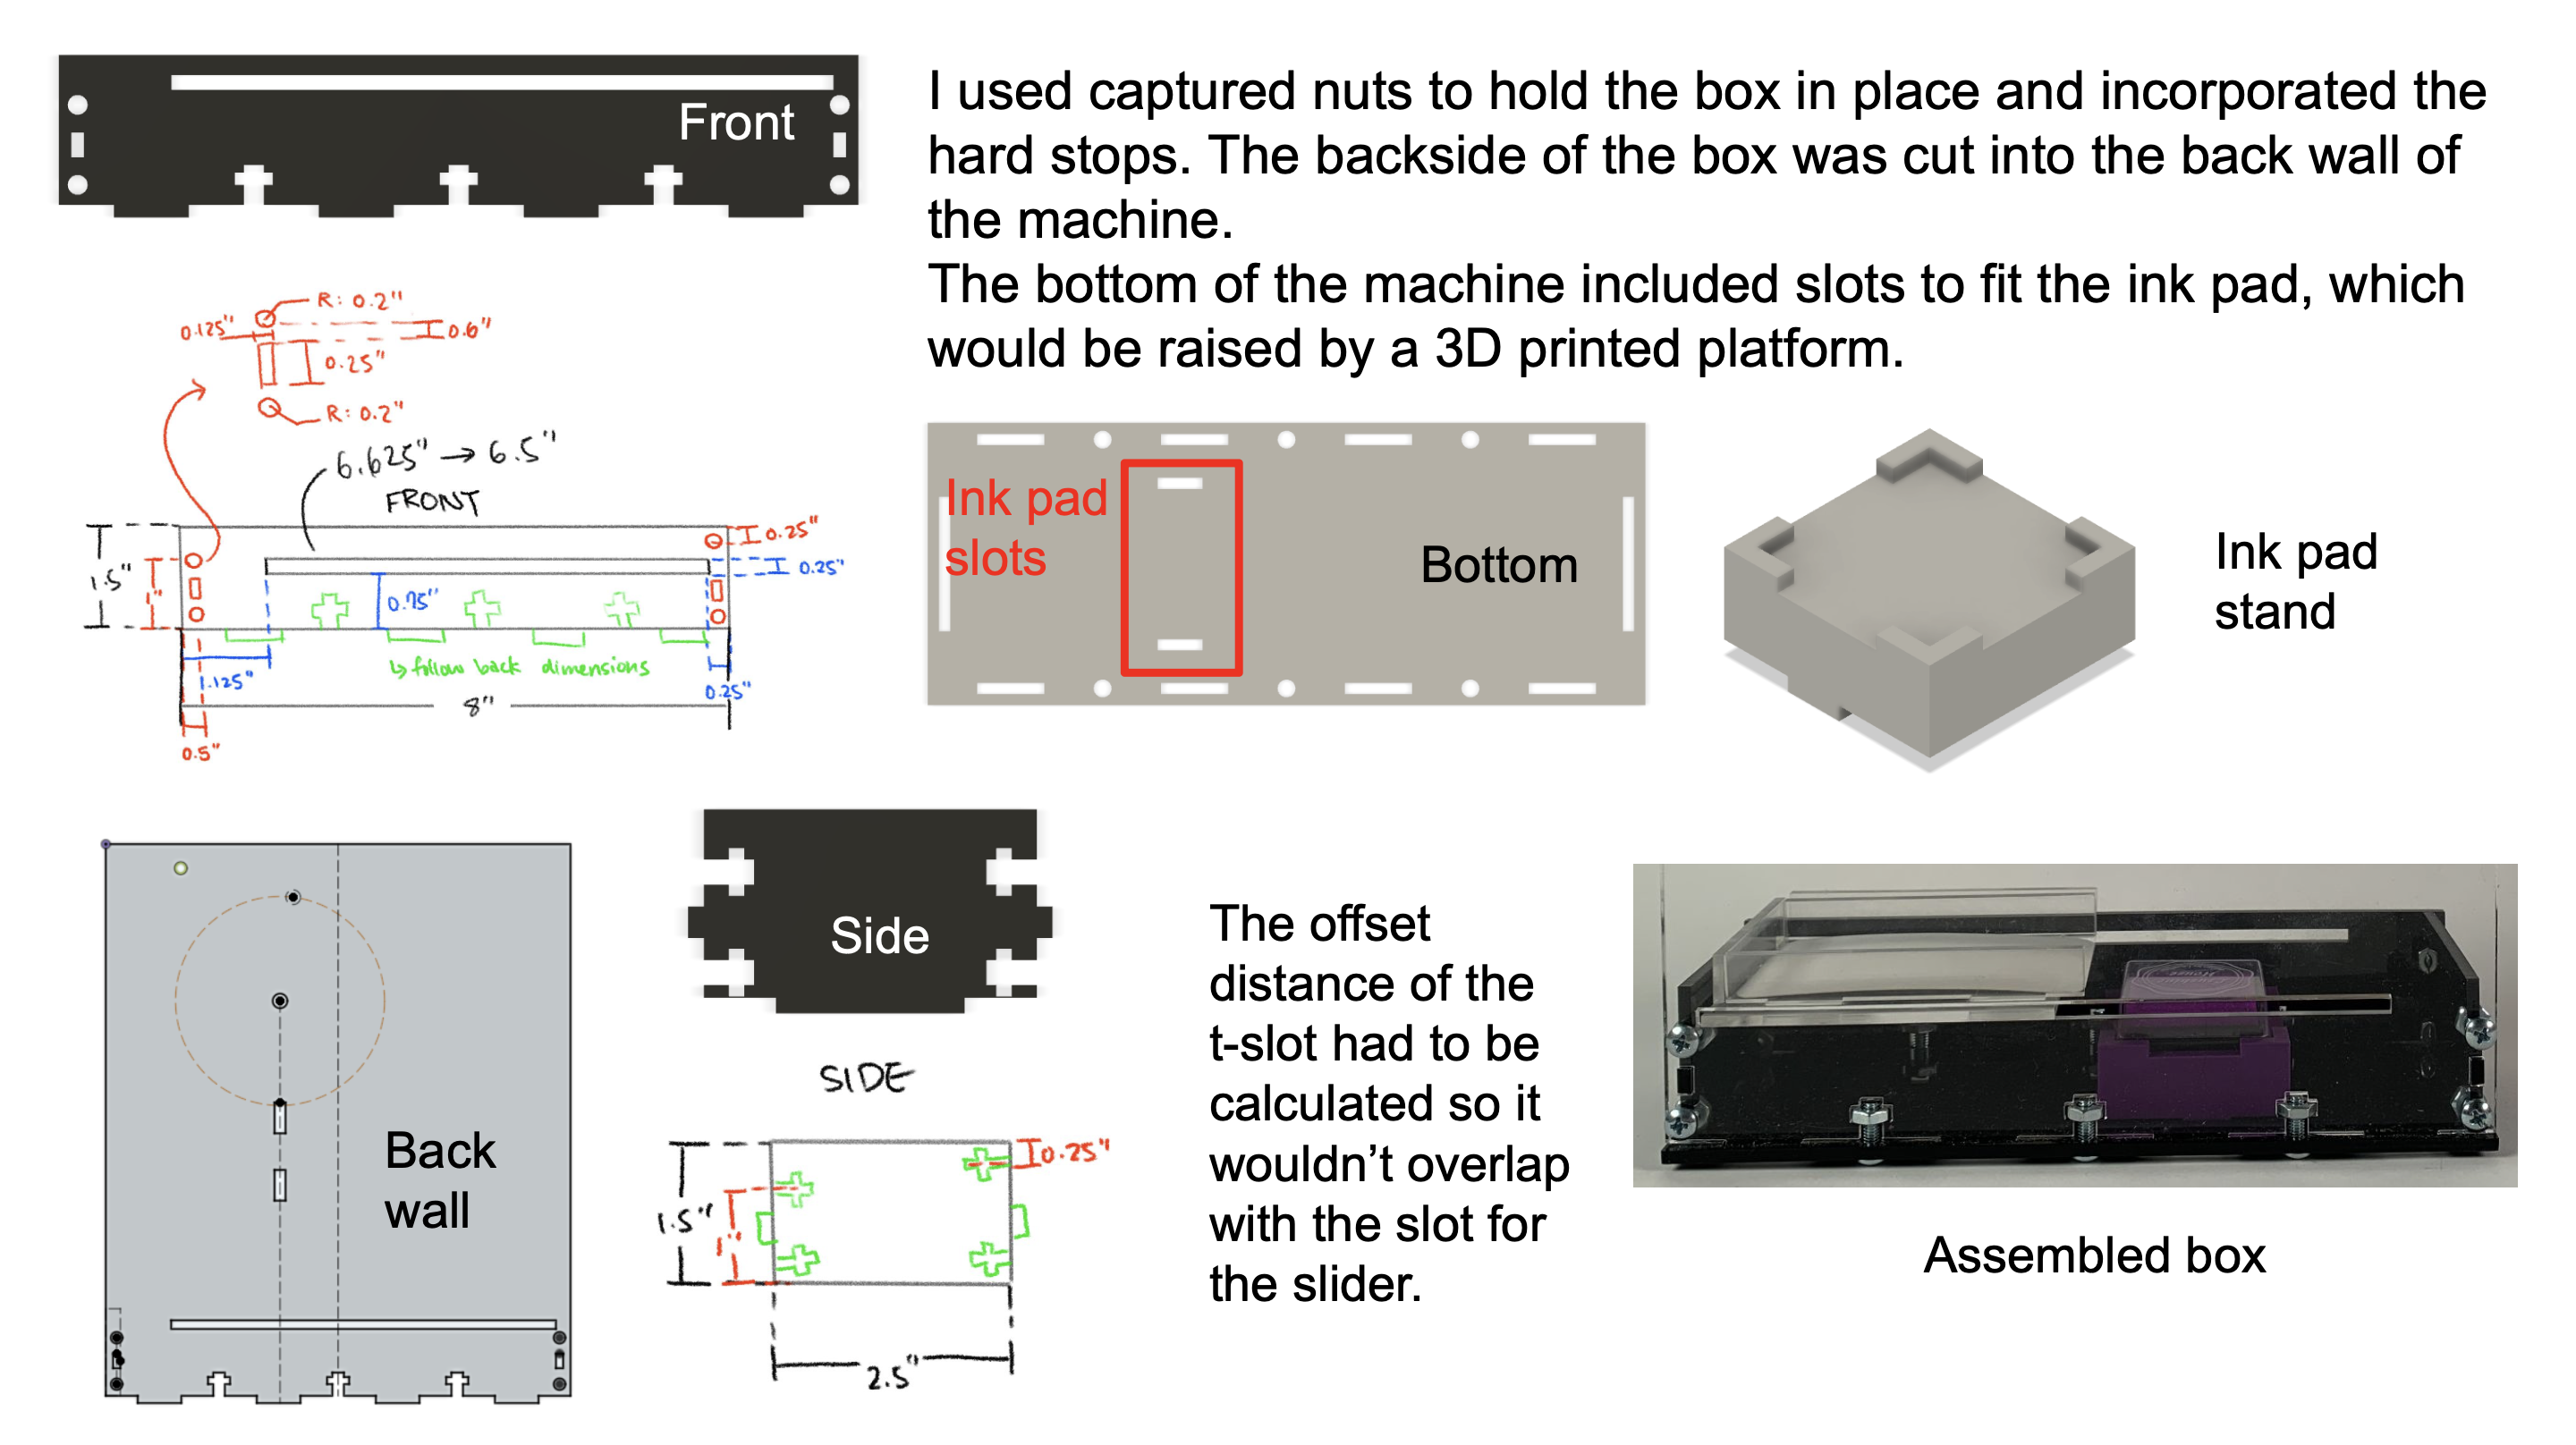 Front
I used captured nuts to hold the box in place and incorporated the
hard stops. The backside of the box was cut into the back wall of
the machine.
The bottom of the machine included slots to fit the ink pad, which
would be raised by a 3D printed platform.
R: 0.2"
0.125"
0.6"
0.25"
R: 0.2"
6.625" → 6.5"
FRONT
0.25"
1.5"
1"
0.25"
0.75"
↳ follow back dimensions
1.125"
0.25"
8"
0.5"
Ink pad
slots
Bottom
Ink pad
stand
Back
wall
Side
SIDE
0.25"
1.5"
1"
2.5"
The offset
distance of the
t-slot had to be
calculated so it
wouldn't overlap
with the slot for
the slider.
Assembled box